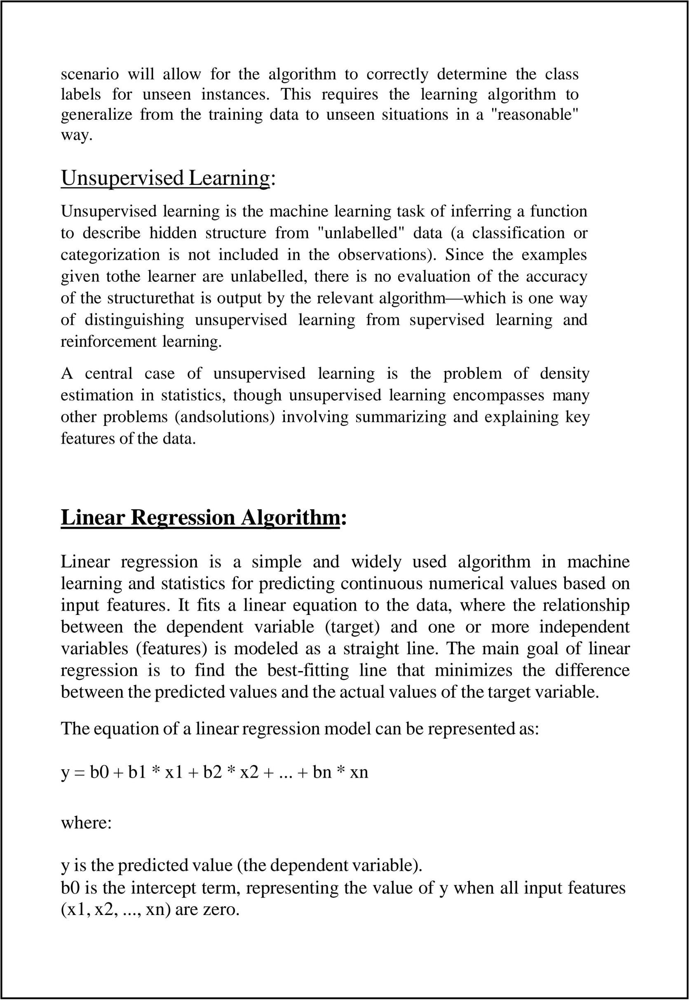 scenario will allow for the algorithm to correctly determine the class
labels for unseen instances. This requires the learning algorithm to
generalize from the training data to unseen situations in a "reasonable"
way.
Unsupervised Learning:
Unsupervised learning is the machine learning task of inferring a function
to describe hidden structure from "unlabelled" data (a classification or
categorization is not included in the observations). Since the examples
given tothe learner are unlabelled, there is no evaluation of the accuracy
of the structurethat is output by the relevant algorithm—which is one way
of distinguishing unsupervised learning from supervised learning and
reinforcement learning.
A central case of unsupervised learning is the problem of density
estimation in statistics, though unsupervised learning encompasses many
other problems (andsolutions) involving summarizing and explaining key
features of the data.
Linear Regression Algorithm:
Linear regression is a simple and widely used algorithm in machine
learning and statistics for predicting continuous numerical values based on
input features. It fits a linear equation to the data, where the relationship
between the dependent variable (target) and one or more independent
variables (features) is modeled as a straight line. The main goal of linear
regression is to find the best-fitting line that minimizes the difference
between the predicted values and the actual values of the target variable.
The equation of a linear regression model can be represented as:
y = b0 + b1 * x1 + b2 * x2 + ... + bn * xn
where:
y is the predicted value (the dependent variable).
b0 is the intercept term, representing the value of y when all input features
(x1, x2, ..., xn) are zero.